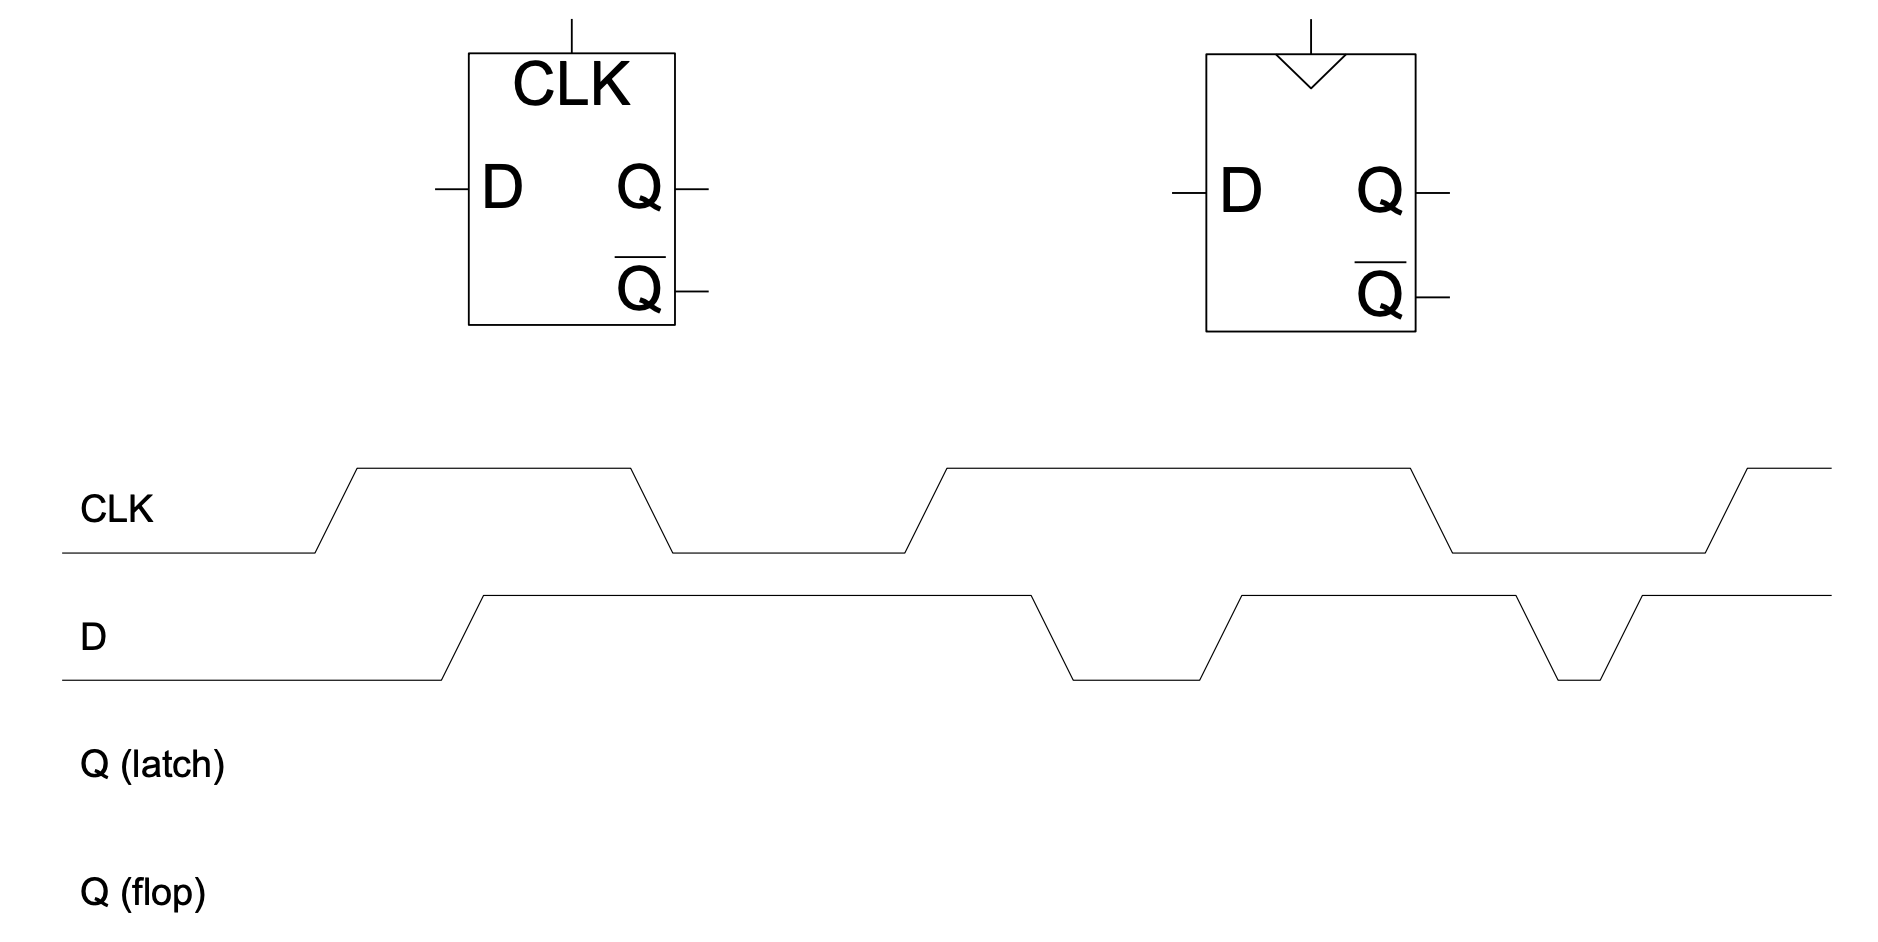 CLK
D Q
Q̅
D Q
Q̅
CLK
D
Q (latch)
Q (flop)